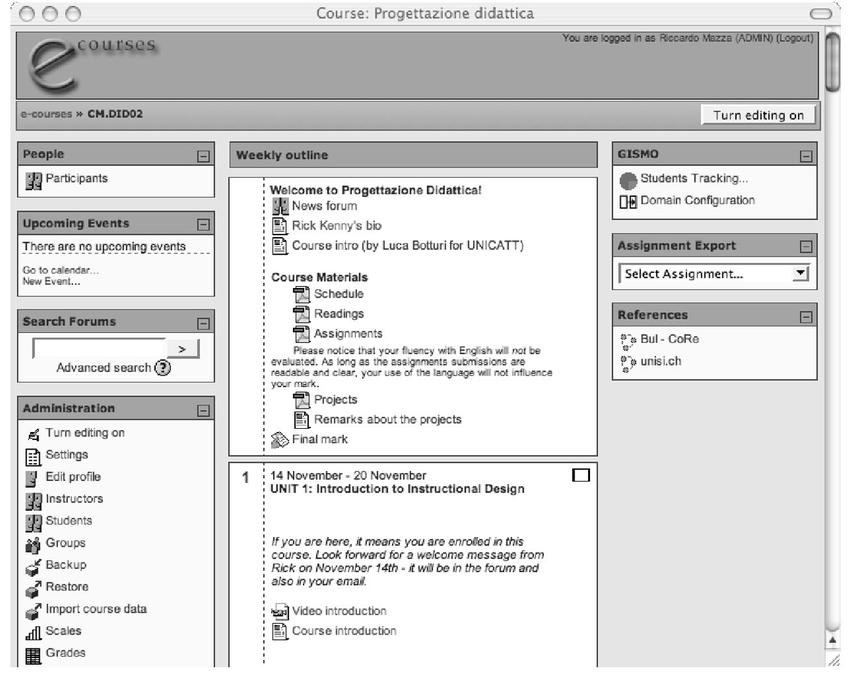 Course: Progettazione didattica
e courses
You are logged in as Riccardo Mazza (ADMIN) (Logout)
e-courses » CM.DID02
Turn editing on
People
Participants
Upcoming Events
There are no upcoming events
Go to calendar...
New Event...
Search Forums
>
Advanced search ?
Administration
Turn editing on
Settings
Edit profile
Instructors
Students
Groups
Backup
Restore
Import course data
Scales
Grades
Weekly outline
Welcome to Progettazione Didattica!
News forum
Rick Kenny's bio
Course intro (by Luca Botturi for UNICATT)
Course Materials
Schedule
Readings
Assignments
Please notice that your fluency with English will not be
evaluated. As long as the assignments submissions are
readable and clear, your use of the language will not influence
your mark.
Projects
Remarks about the projects
Final mark
1
14 November - 20 November
UNIT 1: Introduction to Instructional Design
If you are here, it means you are enrolled in this
course. Look forward for a welcome message from
Rick on November 14th - it will be in the forum and
also in your email.
Video introduction
Course introduction
GISMO
Students Tracking...
Domain Configuration
Assignment Export
Select Assignment...
References
Bul - CoRe
unisi.ch